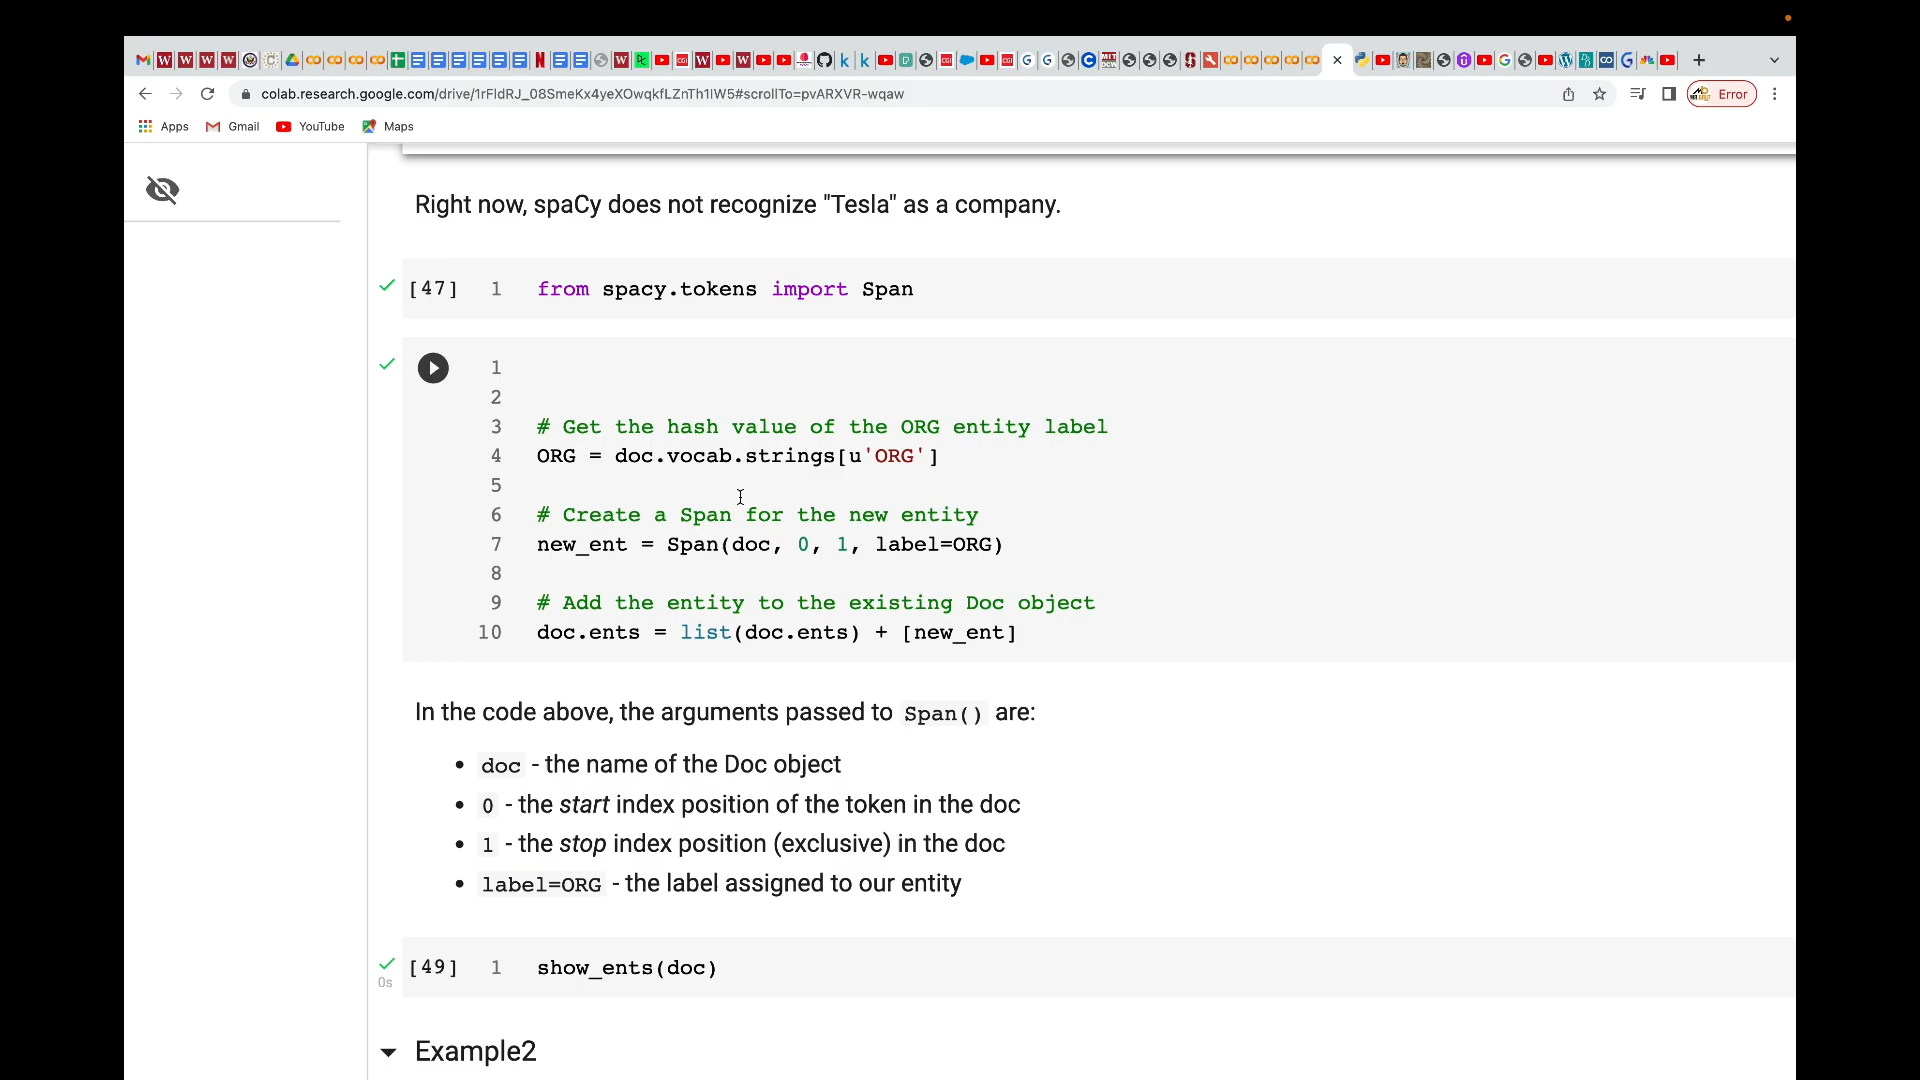 colab.research.google.com/drive/1rFldRJ_08SmeKx4yeXOwqkfLZnTh1lW5#scrollTo=pvARXVR-wqaw
Error
Apps Gmail YouTube Maps
Right now, spaCy does not recognize "Tesla" as a company.
[47] 1 from spacy.tokens import Span
1
2
3 # Get the hash value of the ORG entity label
4 ORG = doc.vocab.strings[u'ORG']
5
6 # Create a Span for the new entity
7 new_ent = Span(doc, 0, 1, label=ORG)
8
9 # Add the entity to the existing Doc object
10 doc.ents = list(doc.ents) + [new_ent]
In the code above, the arguments passed to Span() are:
• doc - the name of the Doc object
• 0 - the start index position of the token in the doc
• 1 - the stop index position (exclusive) in the doc
• label=ORG - the label assigned to our entity
[49] 1 show_ents(doc)
0s
Example2